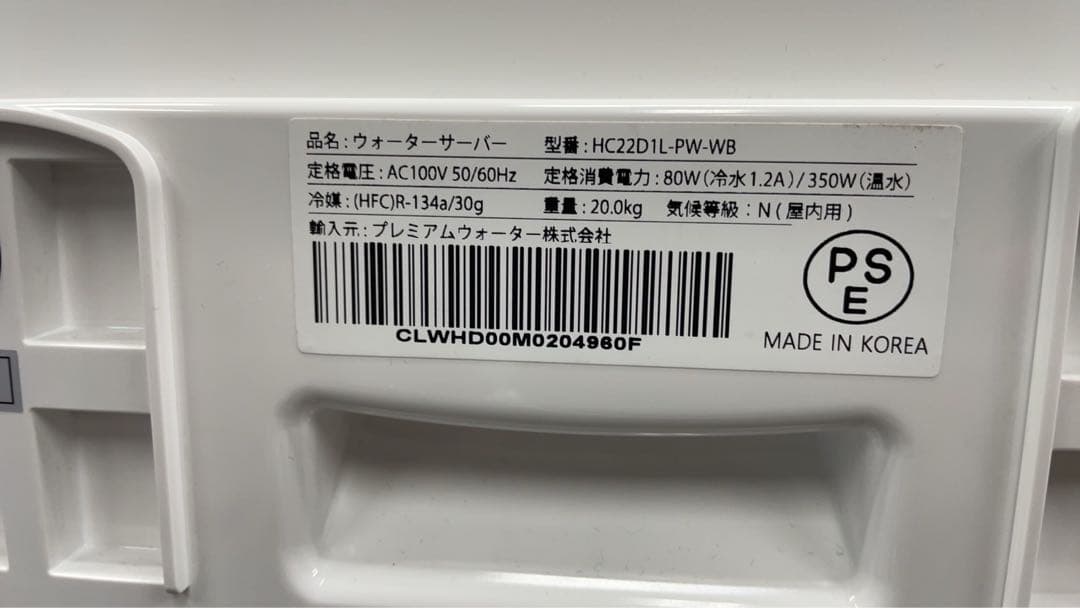 品名:ウォーターサーバー 型番:HC22D1L-PW-WB
定格電圧:AC100V 50/60Hz 定格消費電力:80W(冷水1.2A)/350W(温水)
冷媒:(HFC)R-134a/30g 重量:20.0kg 気候等級:N(屋内用)
輸入元:プレミアムウォーター株式会社
CLWHD00M0204960F
PS
E
MADE IN KOREA